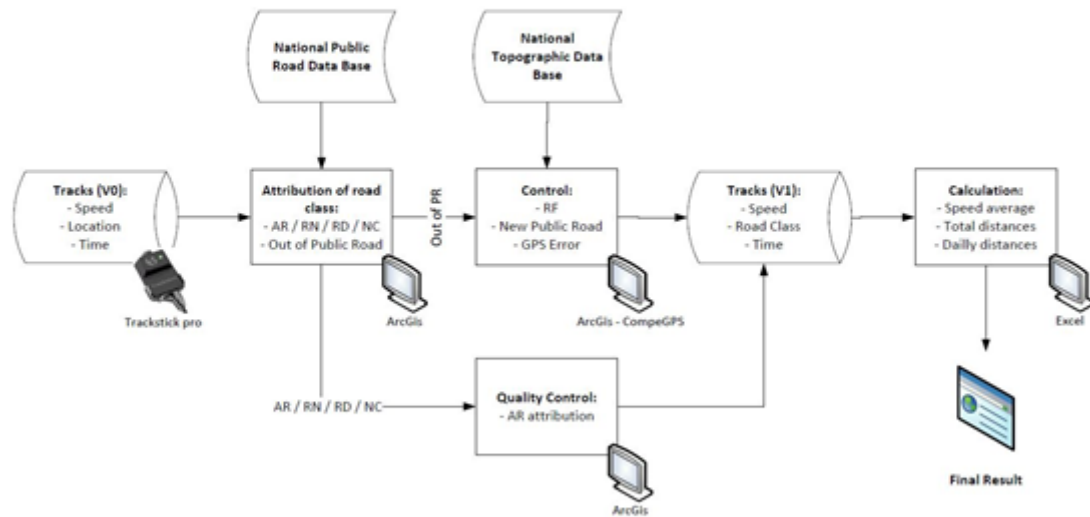 National Public
Road Data Base
National
Topographic Data
Base
Tracks (V0):
- Speed
- Location
- Time
Trackstick pro
Attribution of road
class:
- AR / RN / RD / NC
- Out of Public Road
ArcGis
Out of PR
Control:
- RF
- New Public Road
- GPS Error
ArcGis - CompeGPS
Tracks (V1):
- Speed
- Road Class
- Time
Calculation:
- Speed average
- Total distances
- Dailly distances
Excel
AR / RN / RD / NC
Quality Control:
- AR attribution
ArcGis
Final Result